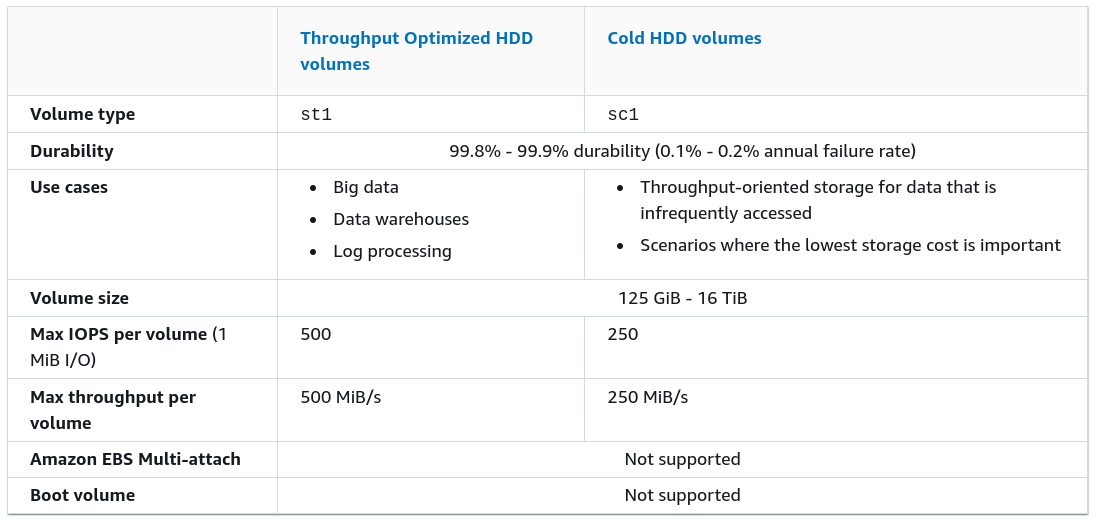 Throughput Optimized HDD
volumes
Cold HDD volumes
Volume type
st1
sc1
Durability
99.8% - 99.9% durability (0.1% - 0.2% annual failure rate)
Use cases
• Big data
• Data warehouses
• Log processing
• Throughput-oriented storage for data that is
infrequently accessed
• Scenarios where the lowest storage cost is important
Volume size
125 GiB - 16 TiB
Max IOPS per volume (1
MiB I/O)
500
250
Max throughput per
volume
500 MiB/s
250 MiB/s
Amazon EBS Multi-attach
Not supported
Boot volume
Not supported